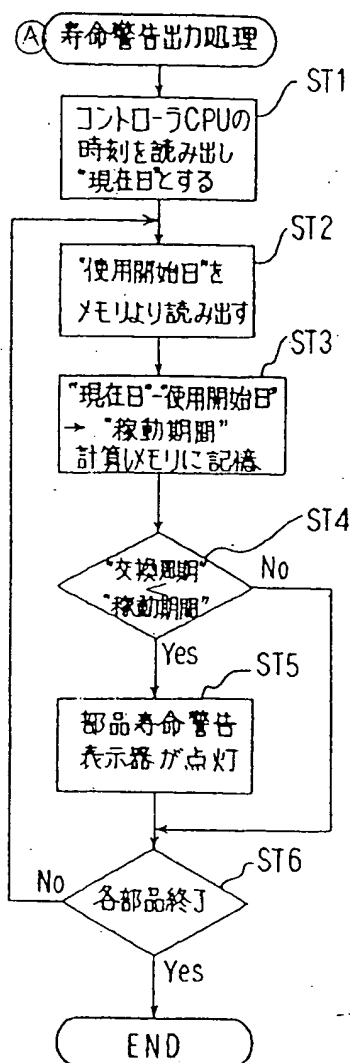 Ⓐ 寿命警告出力処理
ST1
コントローラCPUの
時刻を読み出し
"現在日"とする
ST2
"使用開始日"を
メモリより読み出す
ST3
"現在日"-"使用開始日"
→ "稼動期間"
計算しメモリに記憶
ST4
"交換周期"
<
"稼動期間"
No
Yes
ST5
部品寿命警告
表示器が点灯
ST6
No
各部品終了
Yes
END